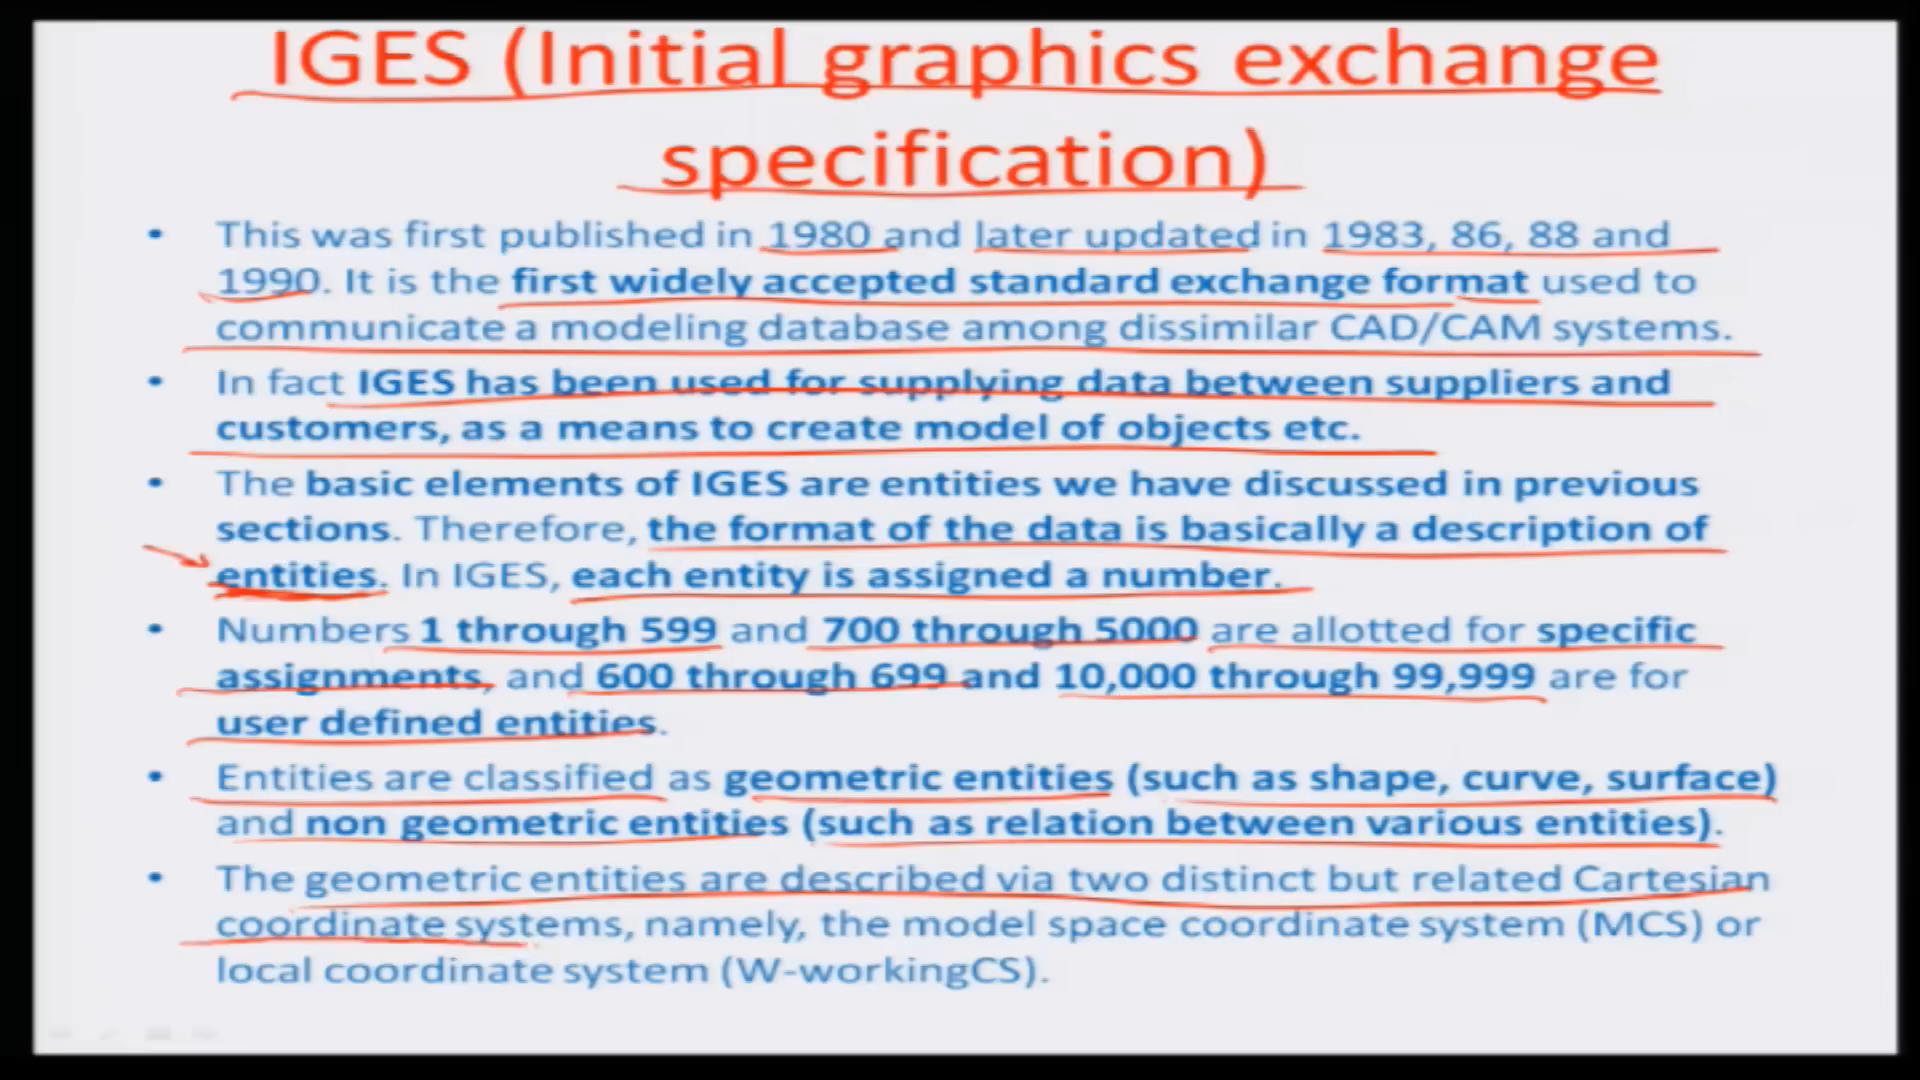 IGES (Initial graphics exchange
specification)
• This was first published in 1980 and later updated in 1983, 86, 88 and
1990. It is the first widely accepted standard exchange format used to
communicate a modeling database among dissimilar CAD/CAM systems.
• In fact IGES has been used for supplying data between suppliers and
customers, as a means to create model of objects etc.
• The basic elements of IGES are entities we have discussed in previous
sections. Therefore, the format of the data is basically a description of
entities. In IGES, each entity is assigned a number.
• Numbers 1 through 599 and 700 through 5000 are allotted for specific
assignments, and 600 through 699 and 10,000 through 99,999 are for
user defined entities.
• Entities are classified as geometric entities (such as shape, curve, surface)
and non geometric entities (such as relation between various entities).
• The geometric entities are described via two distinct but related Cartesian
coordinate systems, namely, the model space coordinate system (MCS) or
local coordinate system (W-workingCS).